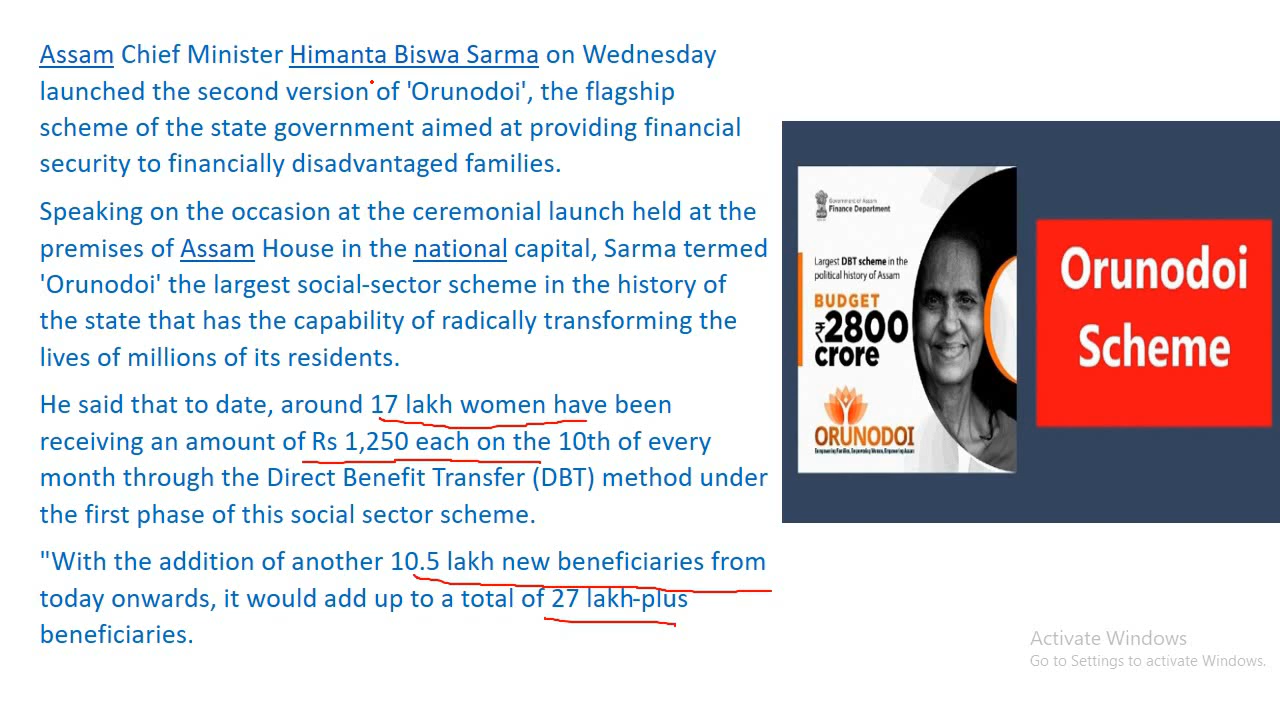 Assam Chief Minister Himanta Biswa Sarma on Wednesday
launched the second version of 'Orunodoi', the flagship
scheme of the state government aimed at providing financial
security to financially disadvantaged families.
Speaking on the occasion at the ceremonial launch held at the
premises of Assam House in the national capital, Sarma termed
'Orunodoi' the largest social-sector scheme in the history of
the state that has the capability of radically transforming the
lives of millions of its residents.
He said that to date, around 17 lakh women have been
receiving an amount of Rs 1,250 each on the 10th of every
month through the Direct Benefit Transfer (DBT) method under
the first phase of this social sector scheme.
"With the addition of another 10.5 lakh new beneficiaries from
today onwards, it would add up to a total of 27 lakh-plus
beneficiaries.
Government of Assam
Finance Department
Largest DBT scheme in the
political history of Assam
BUDGET
₹2800
crore
ORUNODOI
Empowering Families, Empowering Women, Empowering Assam
Orunodoi
Scheme
Activate Windows
Go to Settings to activate Windows.